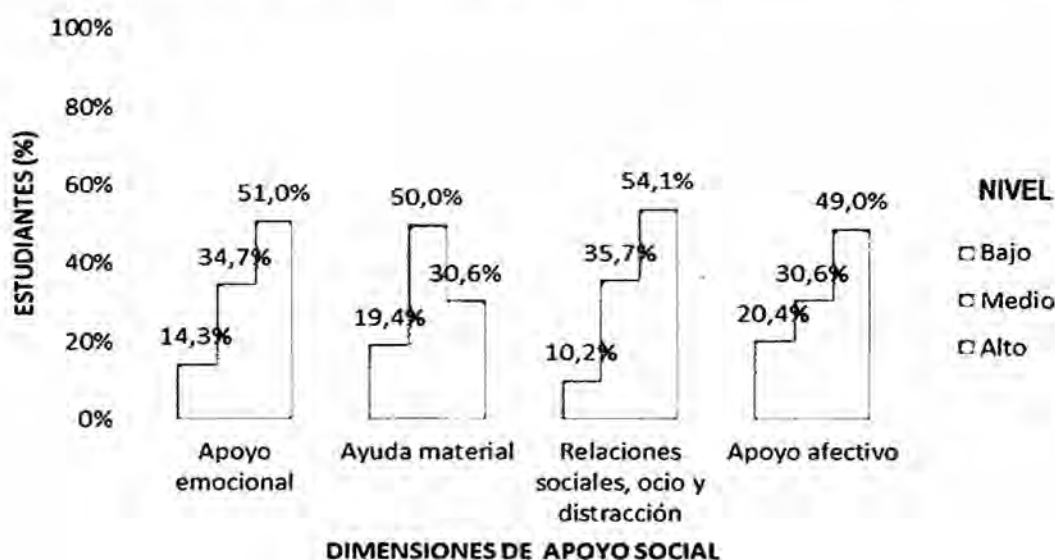 100%
80%
60%
40%
20%
0%
ESTUDIANTES (%)
14,3%
34,7%
51,0%
19,4%
50,0%
30,6%
10,2%
35,7%
54,1%
20,4%
30,6%
49,0%
Apoyo
emocional
Ayuda material
Relaciones
sociales, ocio y
distracción
Apoyo afectivo
DIMENSIONES DE APOYO SOCIAL
NIVEL
Bajo
Medio
Alto